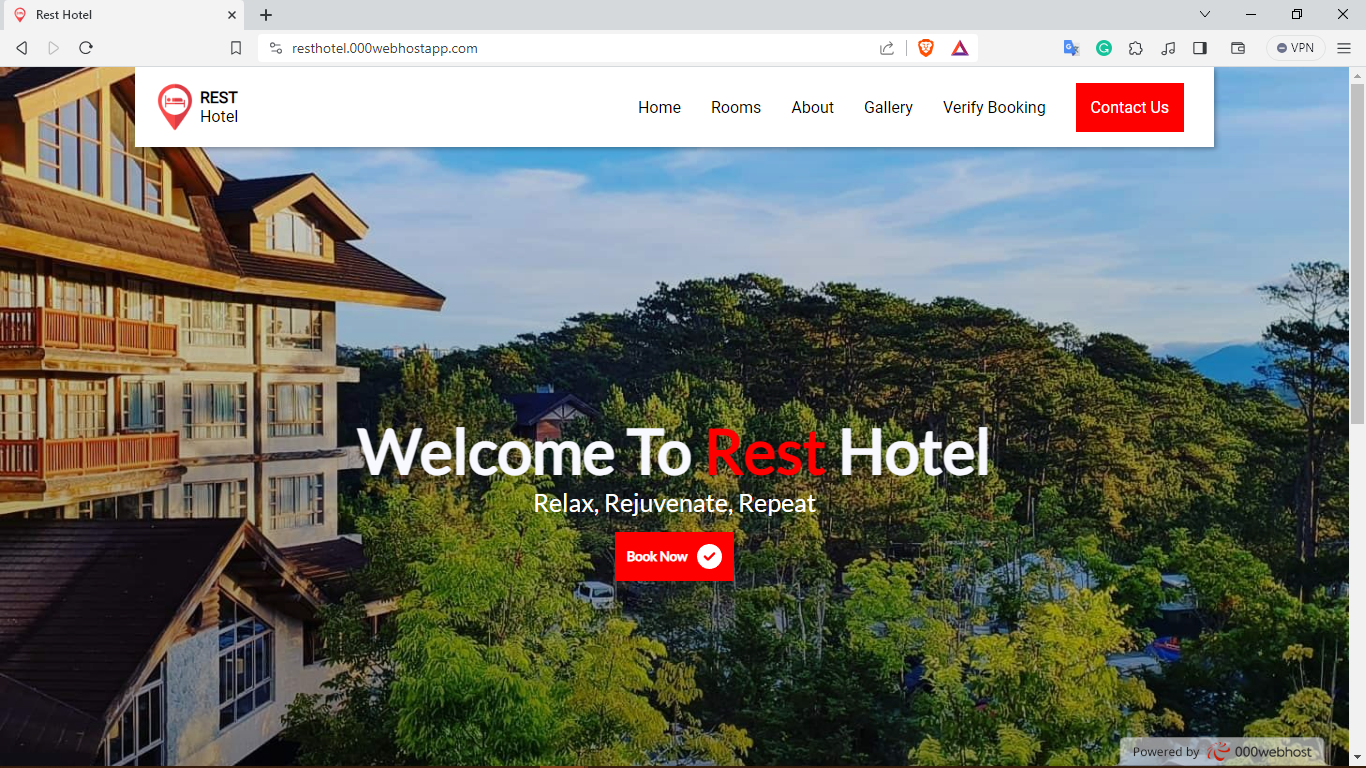 Rest Hotel
resthotel.000webhostapp.com
VPN
REST
Hotel
Home Rooms About Gallery Verify Booking Contact Us
Welcome To Rest Hotel
Relax, Rejuvenate, Repeat
Book Now
Powered by 000webhost